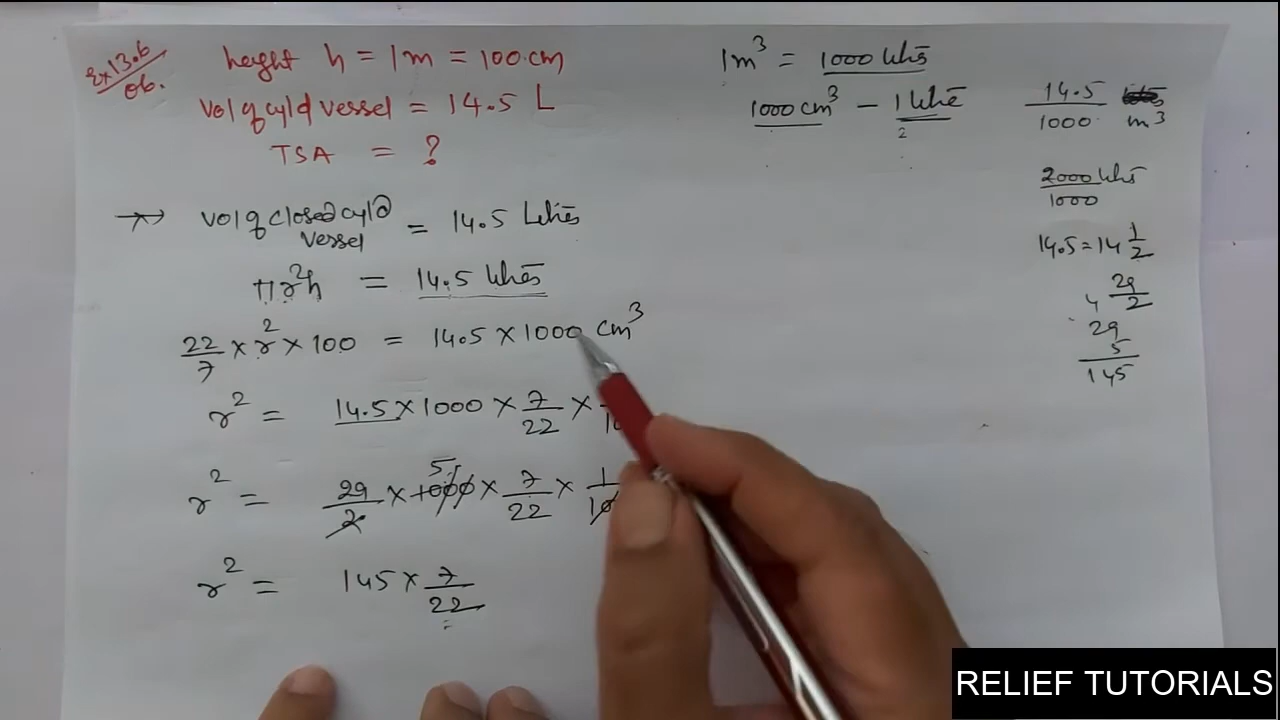 Ex 13.6
06.
height h = 1m = 100.cm
Vol of cyld vessel = 14.5 L
TSA = ?
Vol of closed cyld
vessel = 14.5 Litres
πr²h = 14.5 litres
22/7 × r² × 100 = 14.5 × 1000 cm³
r² = 14.5 × 1000 × 7/22 ×
r² = 29/2 × 1000 × 7/22 × 1/10
5
r² = 145 × 7/22
1m³ = 1000 litres
1000 cm³ – 1 litre
2
14.5/1000 m³
2000 litres/1000
14.5 = 14 1/2
29/2
29
5
145
RELIEF TUTORIALS